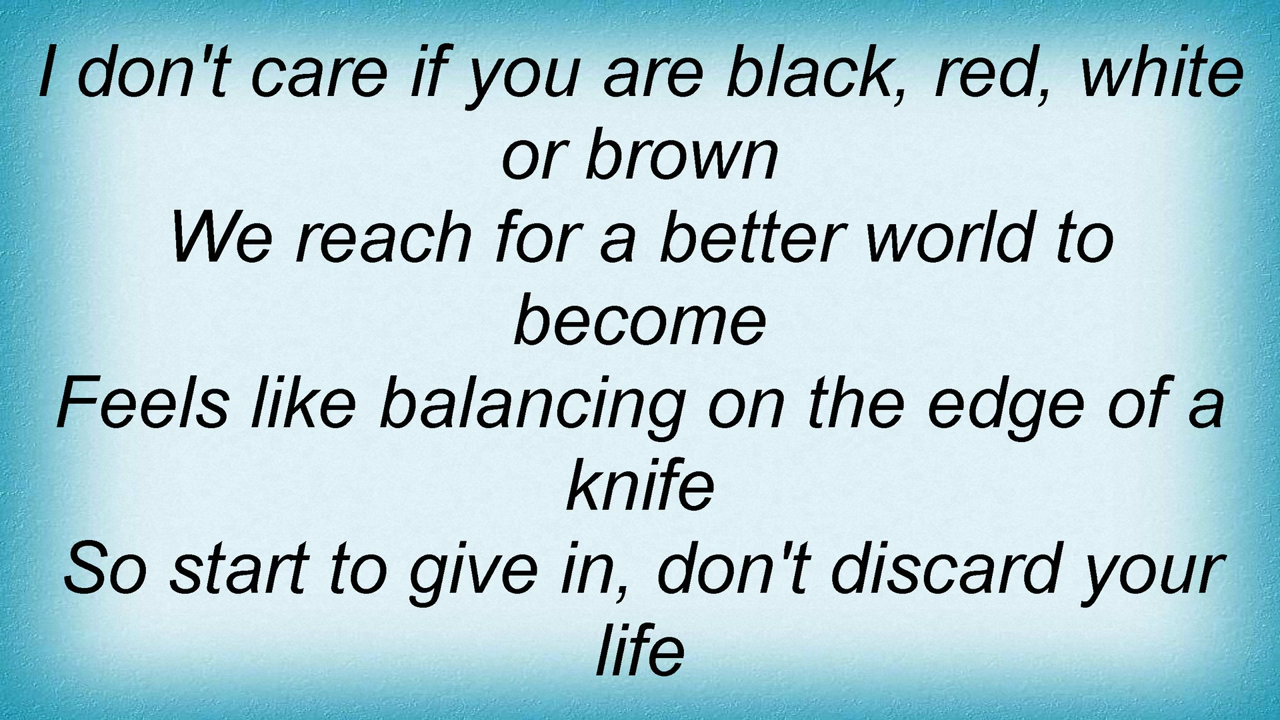 I don't care if you are black, red, white
or brown
We reach for a better world to
become
Feels like balancing on the edge of a
knife
So start to give in, don't discard your
life